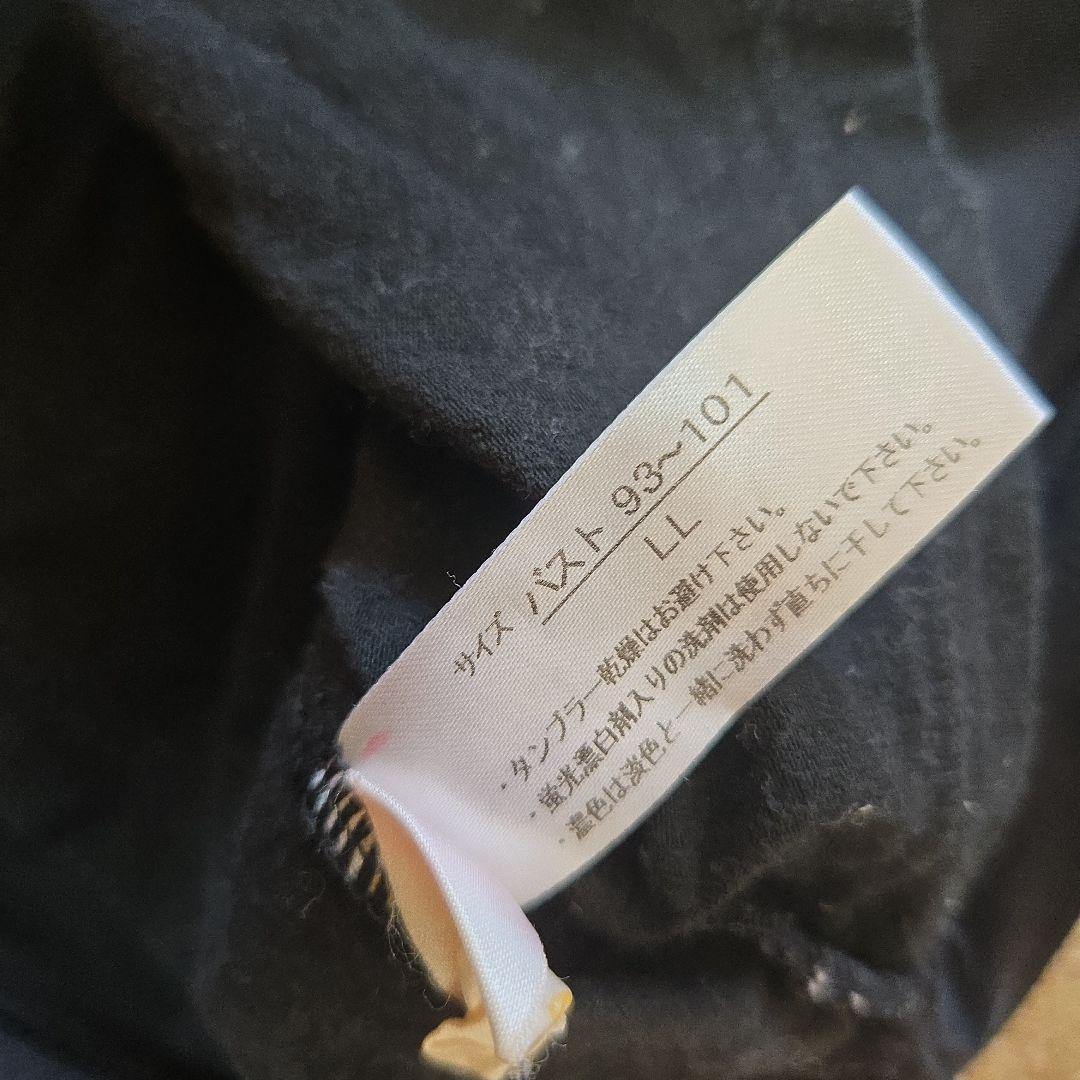 サイズ バスト 93~101
LL
・タンブラー乾燥はお避け下さい。
・蛍光漂白剤入りの洗剤は使用しないで下さい。
・濃色は淡色と一緒に洗わず直ちに干して下さい。